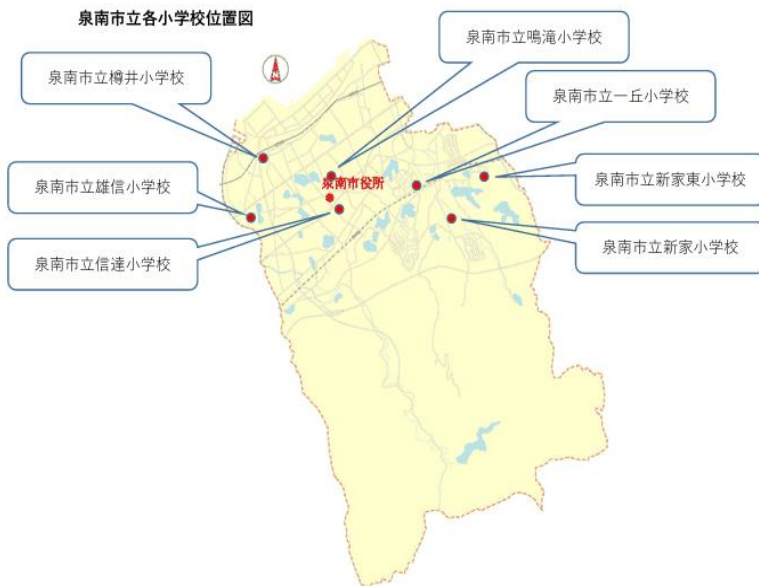 泉南市立各小学校位置図
泉南市立鳴滝小学校
泉南市立樽井小学校
泉南市立一丘小学校
泉南市立雄信小学校
泉南市役所
泉南市立新家東小学校
泉南市立信達小学校
泉南市立新家小学校